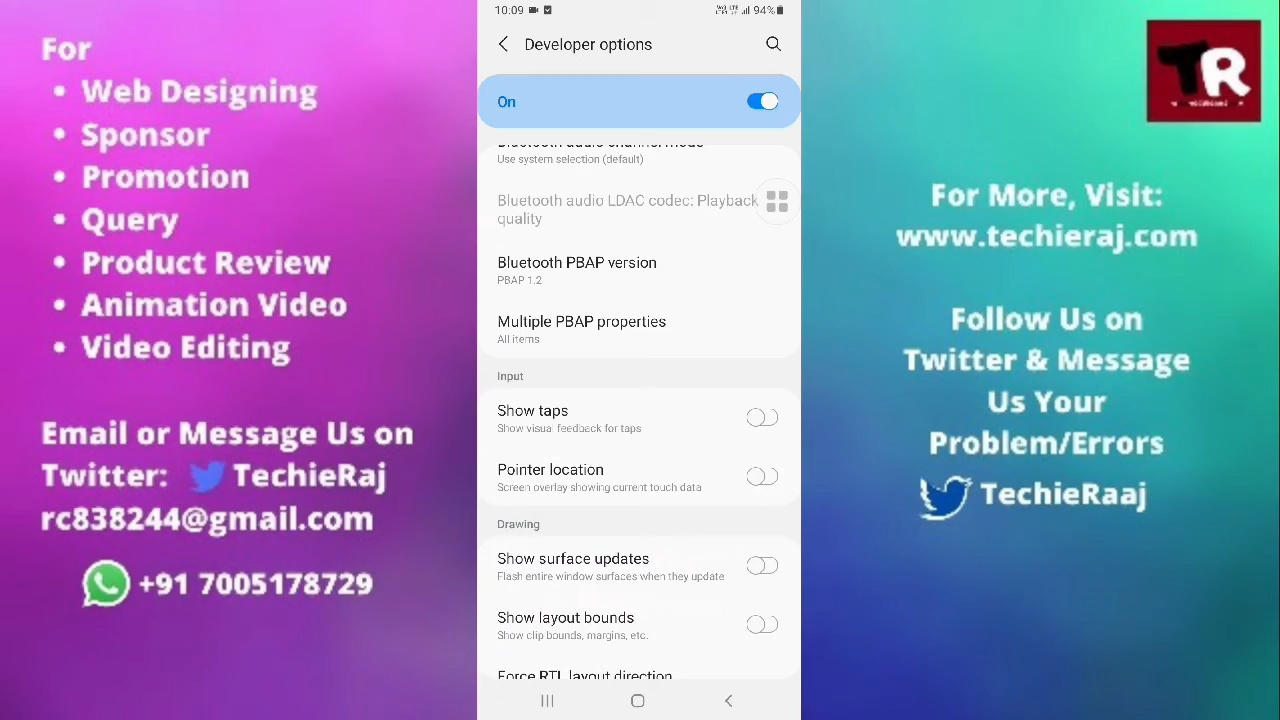 For
• Web Designing
• Sponsor
• Promotion
• Query
• Product Review
• Animation Video
• Video Editing
Email or Message Us on
Twitter: TechieRaj
rc838244@gmail.com
+91 7005178729
10:09
94%
Developer options
On
Bluetooth audio channel mode
Use system selection (default)
Bluetooth audio LDAC codec: Playback
quality
Bluetooth PBAP version
PBAP 1.2
Multiple PBAP properties
All items
Input
Show taps
Show visual feedback for taps
Pointer location
Screen overlay showing current touch data
Drawing
Show surface updates
Flash entire window surfaces when they update
Show layout bounds
Show clip bounds, margins, etc.
Force RTL layout direction
TR
For More, Visit:
www.techieraj.com
Follow Us on
Twitter & Message
Us Your
Problem/Errors
TechieRaaj